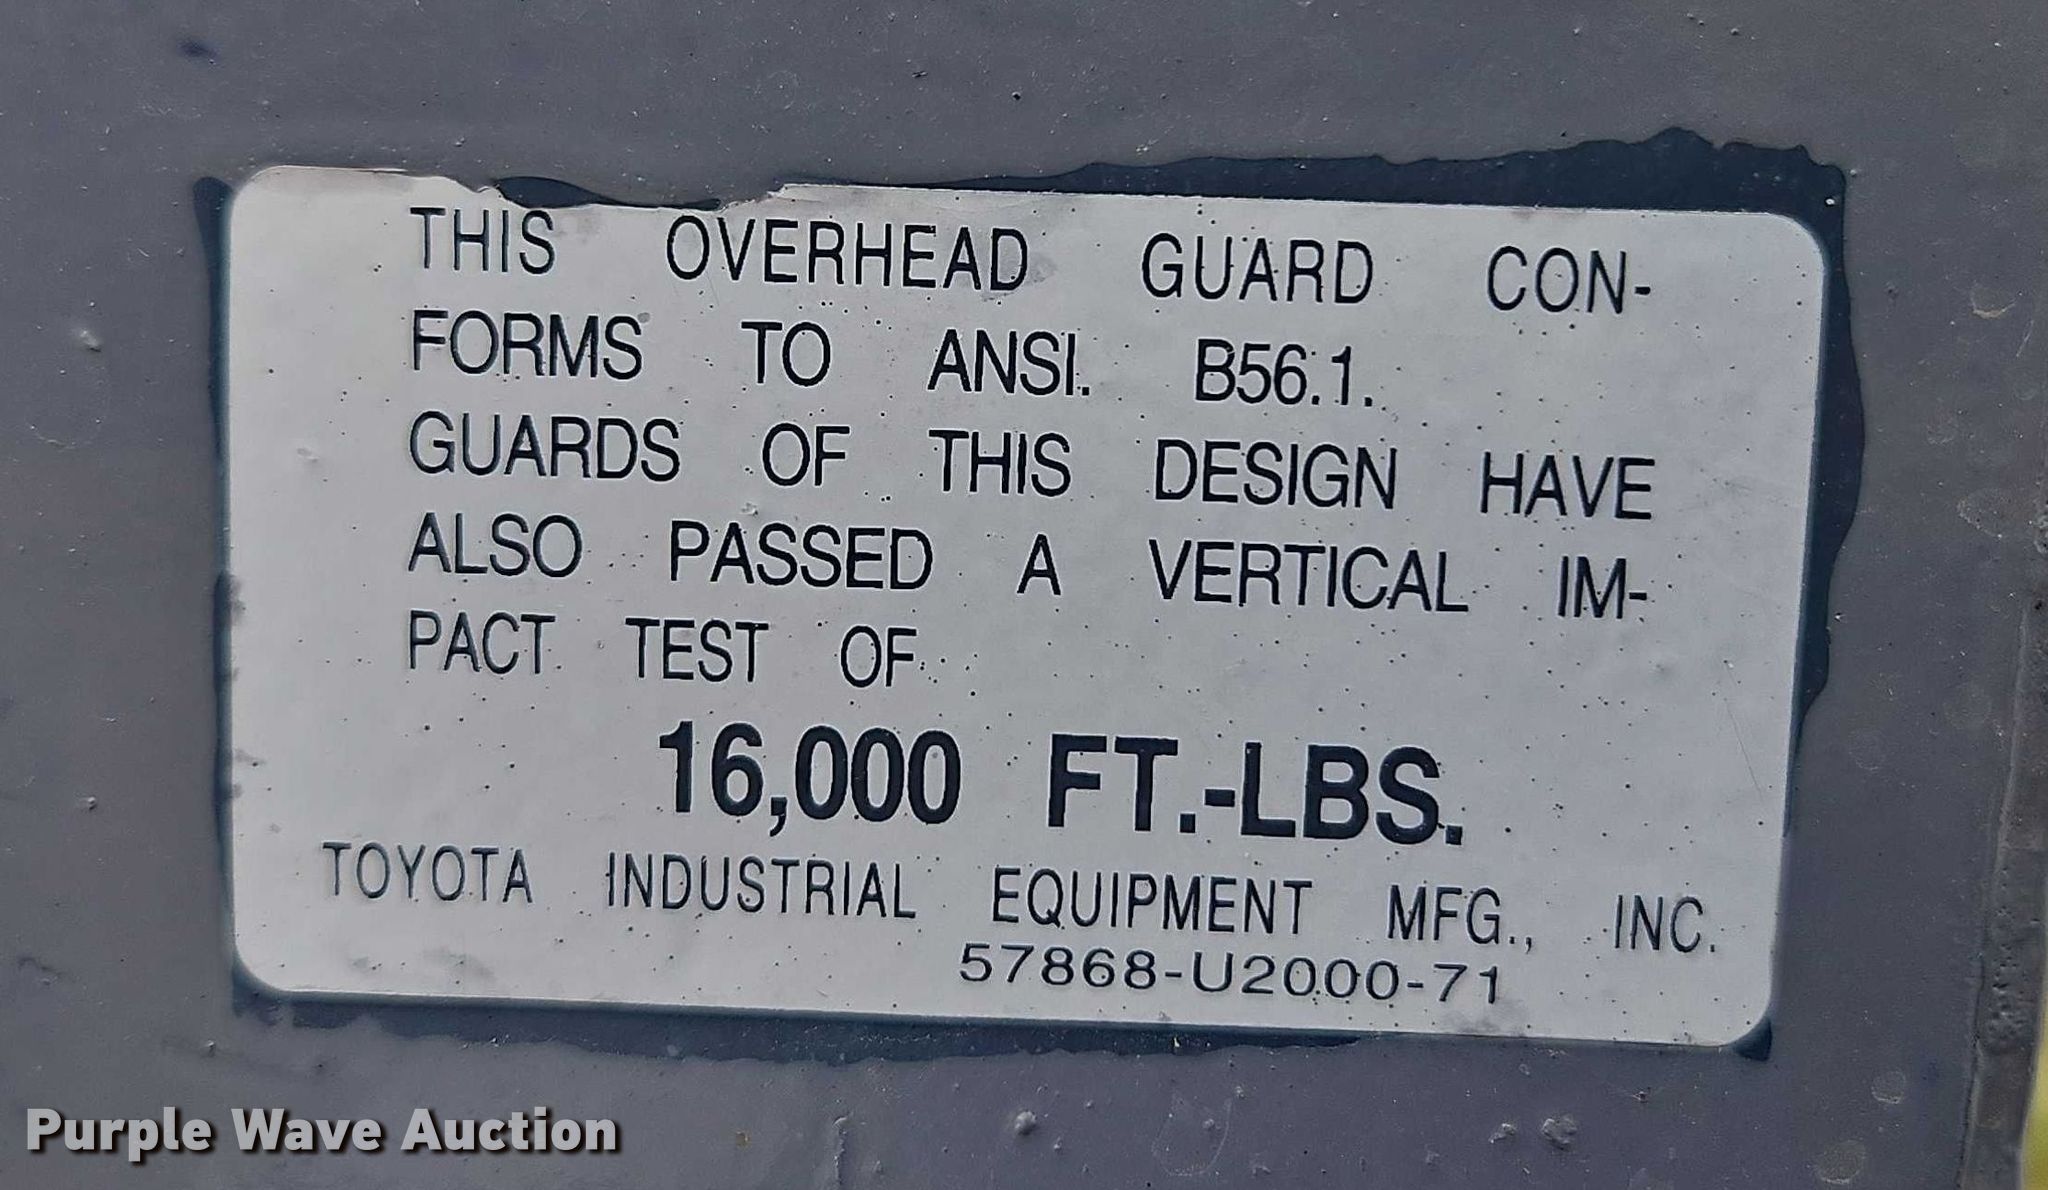 THIS OVERHEAD GUARD CON-
FORMS TO ANSI. B56.1.
GUARDS OF THIS DESIGN HAVE
ALSO PASSED A VERTICAL IM-
PACT TEST OF
16,000 FT.-LBS.
TOYOTA INDUSTRIAL EQUIPMENT MFG., INC.
57868-U2000-71
Purple Wave Auction